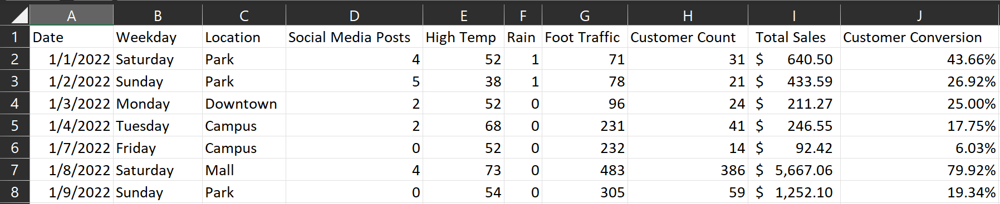 A B C D E F G H I J
1 Date Weekday Location Social Media Posts High Temp Rain Foot Traffic Customer Count Total Sales Customer Conversion
2 1/1/2022 Saturday Park 4 52 1 71 31 $ 640.50 43.66%
3 1/2/2022 Sunday Park 5 38 1 78 21 $ 433.59 26.92%
4 1/3/2022 Monday Downtown 2 52 0 96 24 $ 211.27 25.00%
5 1/4/2022 Tuesday Campus 2 68 0 231 41 $ 246.55 17.75%
6 1/7/2022 Friday Campus 0 52 0 232 14 $ 92.42 6.03%
7 1/8/2022 Saturday Mall 4 73 0 483 386 $ 5,667.06 79.92%
8 1/9/2022 Sunday Park 0 54 0 305 59 $ 1,252.10 19.34%